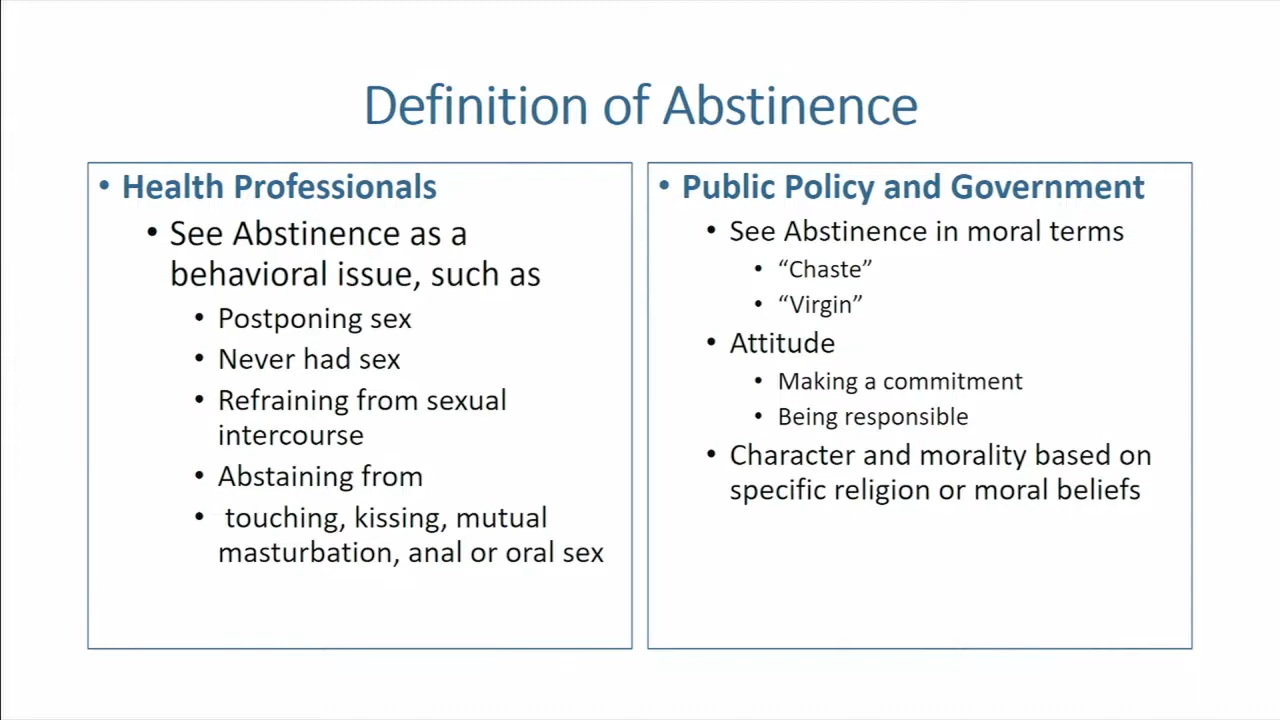 Definition of Abstinence
• Health Professionals
• See Abstinence as a
behavioral issue, such as
• Postponing sex
• Never had sex
• Refraining from sexual
intercourse
• Abstaining from
• touching, kissing, mutual
masturbation, anal or oral sex
• Public Policy and Government
• See Abstinence in moral terms
• “Chaste”
• “Virgin”
• Attitude
• Making a commitment
• Being responsible
• Character and morality based on
specific religion or moral beliefs